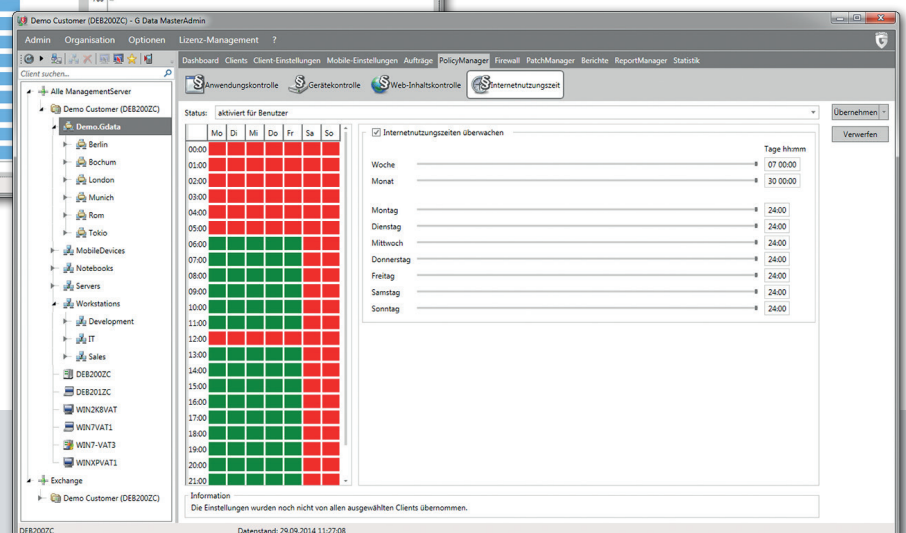 Demo Customer (DEB200ZC) - G Data MasterAdmin
Admin Organisation Optionen Lizenz-Management ?
Dashboard Clients Client-Einstellungen Mobile-Einstellungen Aufträge PolicyManager Firewall PatchManager Berichte ReportManager Statistik
Client suchen...
Anwendungskontrolle Gerätekontrolle Web-Inhaltskontrolle Internetnutzungszeit
Alle ManagementServer
Demo Customer (DEB200ZC)
Demo.Gdata
Berlin
Bochum
London
Munich
Rom
Tokio
MobileDevices
Notebooks
Servers
Workstations
Development
IT
Sales
DEB200ZC
DEB201ZC
WIN2K8VAT
WIN7VAT1
WIN7-VAT3
WINXPVAT1
Exchange
Demo Customer (DEB200ZC)
Status: aktiviert für Benutzer
Übernehmen
Verwerfen
Mo Di Mi Do Fr Sa So
00:00
01:00
02:00
03:00
04:00
05:00
06:00
07:00
08:00
09:00
10:00
11:00
12:00
13:00
14:00
15:00
16:00
17:00
18:00
19:00
20:00
21:00
Internetnutzungszeiten überwachen
Tage hh:mm
Woche 07 00:00
Monat 30 00:00
Montag 24:00
Dienstag 24:00
Mittwoch 24:00
Donnerstag 24:00
Freitag 24:00
Samstag 24:00
Sonntag 24:00
Information
Die Einstellungen wurden noch nicht von allen ausgewählten Clients übernommen.
DEB200ZC Datenstand: 29.09.2014 11:27:08